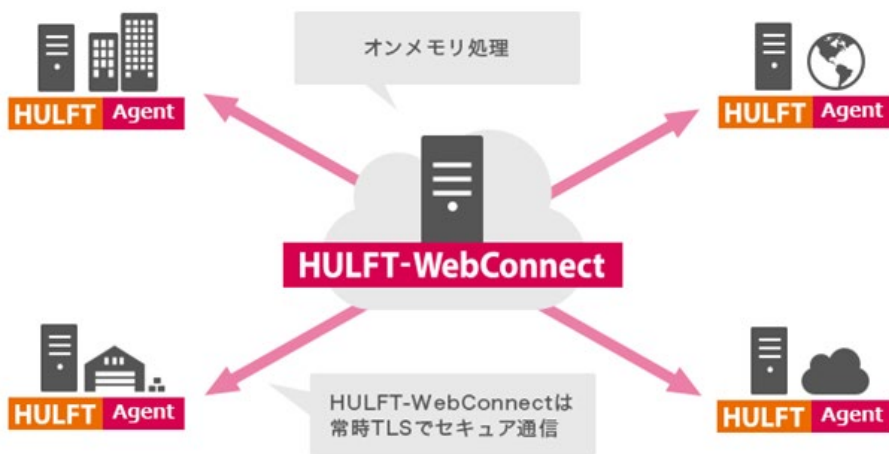 オンメモリ処理
HULFT Agent
HULFT Agent
HULFT-WebConnect
HULFT Agent
HULFT Agent
HULFT-WebConnectは
常時TLSでセキュア通信